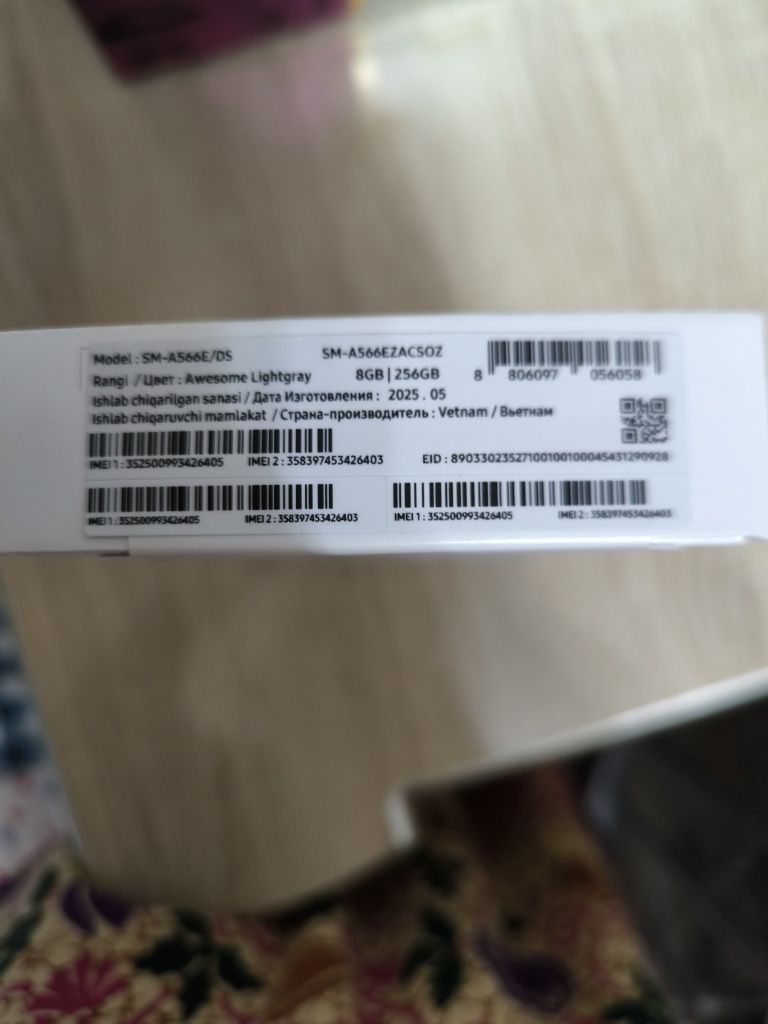 Model : SM-A566E/DS SM-A566EZACSOZ
Rangi / Цвет : Awesome Lightgray 8GB | 256GB
8 806097 056058
Ishlab chiqarilgan sanasi / Дата Изготовления : 2025 . 05
Ishlab chiqaruvchi mamlakat / Страна-производитель : Vetnam / Вьетнам
IMEI 1 : 352500993426405 IMEI 2 : 358397453426403 EID : 89033023527100100100045431290928
IMEI 1 : 352500993426405 IMEI 2 : 358397453426403 IMEI 1 : 352500993426405 IMEI 2 : 358397453426403